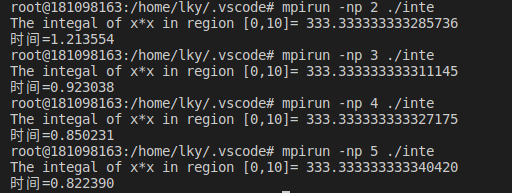 root@181098163:/home/lky/.vscode# mpirun -np 2 ./inte
The integal of x*x in region [0,10]= 333.333333333285736
时间=1.213554
root@181098163:/home/lky/.vscode# mpirun -np 3 ./inte
The integal of x*x in region [0,10]= 333.333333333311145
时间=0.923038
root@181098163:/home/lky/.vscode# mpirun -np 4 ./inte
The integal of x*x in region [0,10]= 333.333333333327175
时间=0.850231
root@181098163:/home/lky/.vscode# mpirun -np 5 ./inte
The integal of x*x in region [0,10]= 333.333333333340420
时间=0.822390